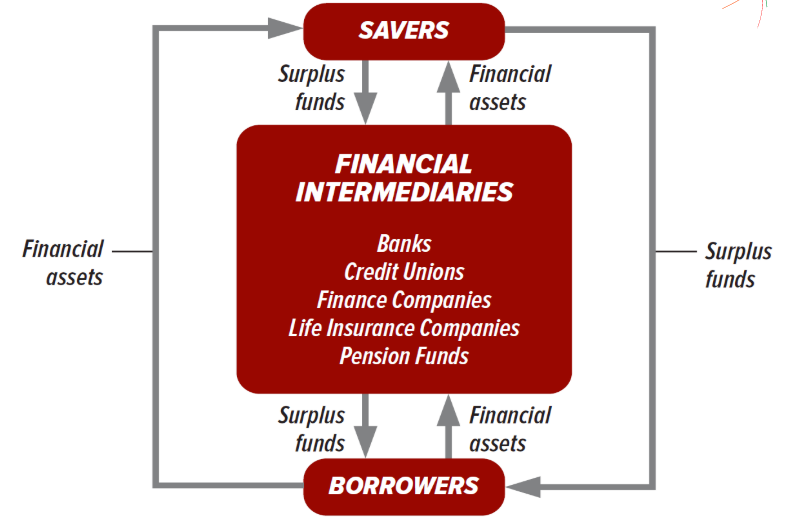 SAVERS
Surplus
funds
Financial
assets
FINANCIAL
INTERMEDIARIES
Banks
Credit Unions
Finance Companies
Life Insurance Companies
Pension Funds
Financial
assets
Surplus
funds
Surplus
funds
Financial
assets
BORROWERS